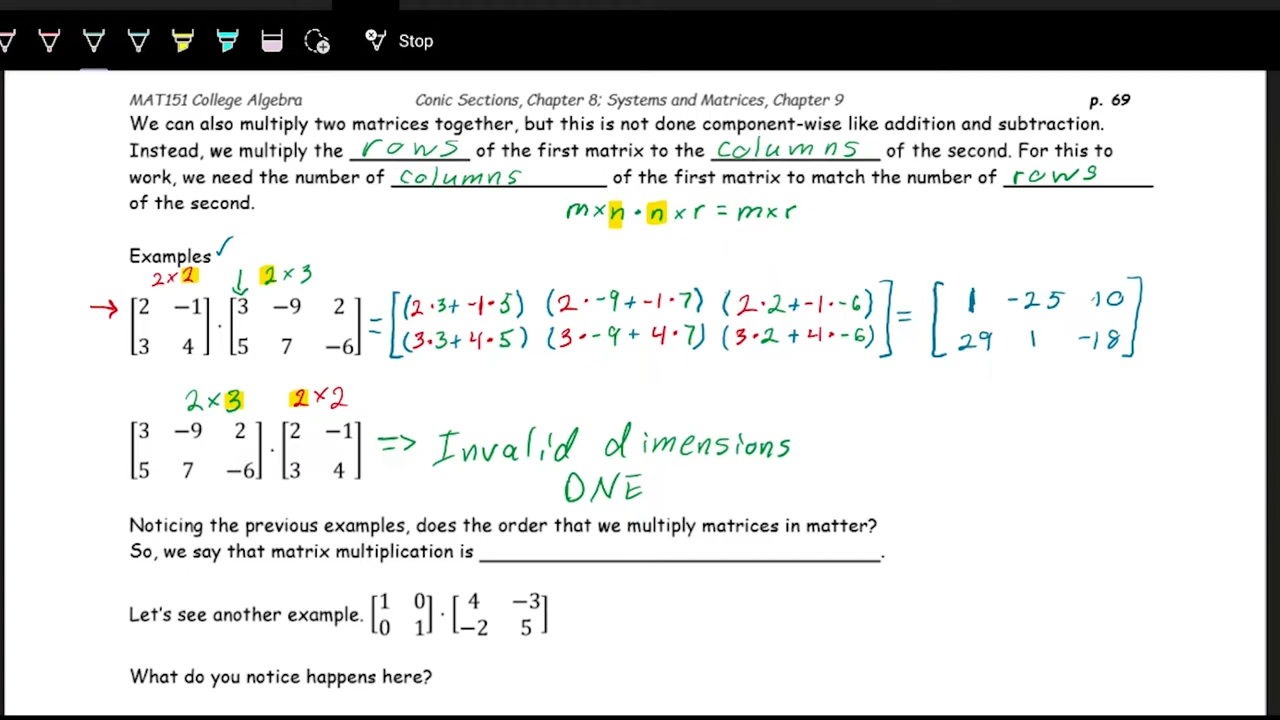 Stop
MAT151 College Algebra Conic Sections, Chapter 8; Systems and Matrices, Chapter 9 p. 69
We can also multiply two matrices together, but this is not done component-wise like addition and subtraction.
Instead, we multiply the rows of the first matrix to the columns of the second. For this to
work, we need the number of columns of the first matrix to match the number of rows
of the second.
m×n · n×r = m×r
Examples ✓
2×2 ↓ 2×3
→ [2 −1] · [3 −9 2] = [(2·3+-1·5) (2·-9+-1·7) (2·2+-1·-6)] = [1 -25 10]
[3 4] [5 7 −6] [(3·3+4·5) (3·-9+4·7) (3·2+4·-6)] [29 1 -18]
2×3 2×2
[3 −9 2] · [2 −1] => Invalid dimensions
[5 7 −6] [3 4]
DNE
Noticing the previous examples, does the order that we multiply matrices in matter?
So, we say that matrix multiplication is ____________________.
Let's see another example. [1 0] · [4 −3]
[0 1] [−2 5]
What do you notice happens here?